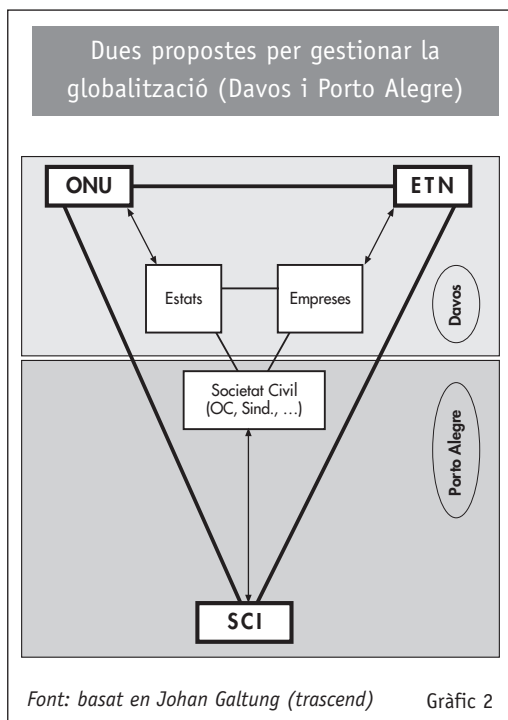 Dues propostes per gestionar la
globalització (Davos i Porto Alegre)
ONU
ETN
Estats
Empreses
Davos
Societat Civil
(OC, Sind., ...)
Porto Alegre
SCI
Font: basat en Johan Galtung (trascend)
Gràfic 2